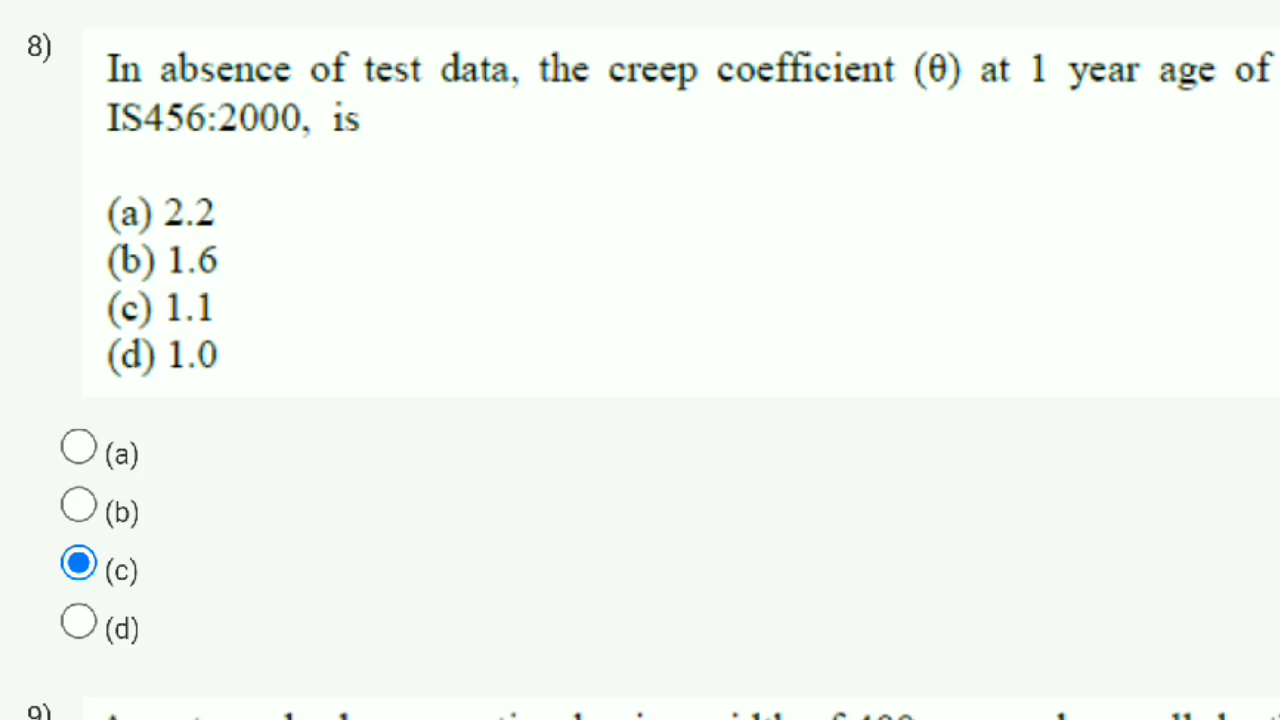 8)
In absence of test data, the creep coefficient (θ) at 1 year age of
IS456:2000, is
(a) 2.2
(b) 1.6
(c) 1.1
(d) 1.0
(a)
(b)
(c)
(d)
9)